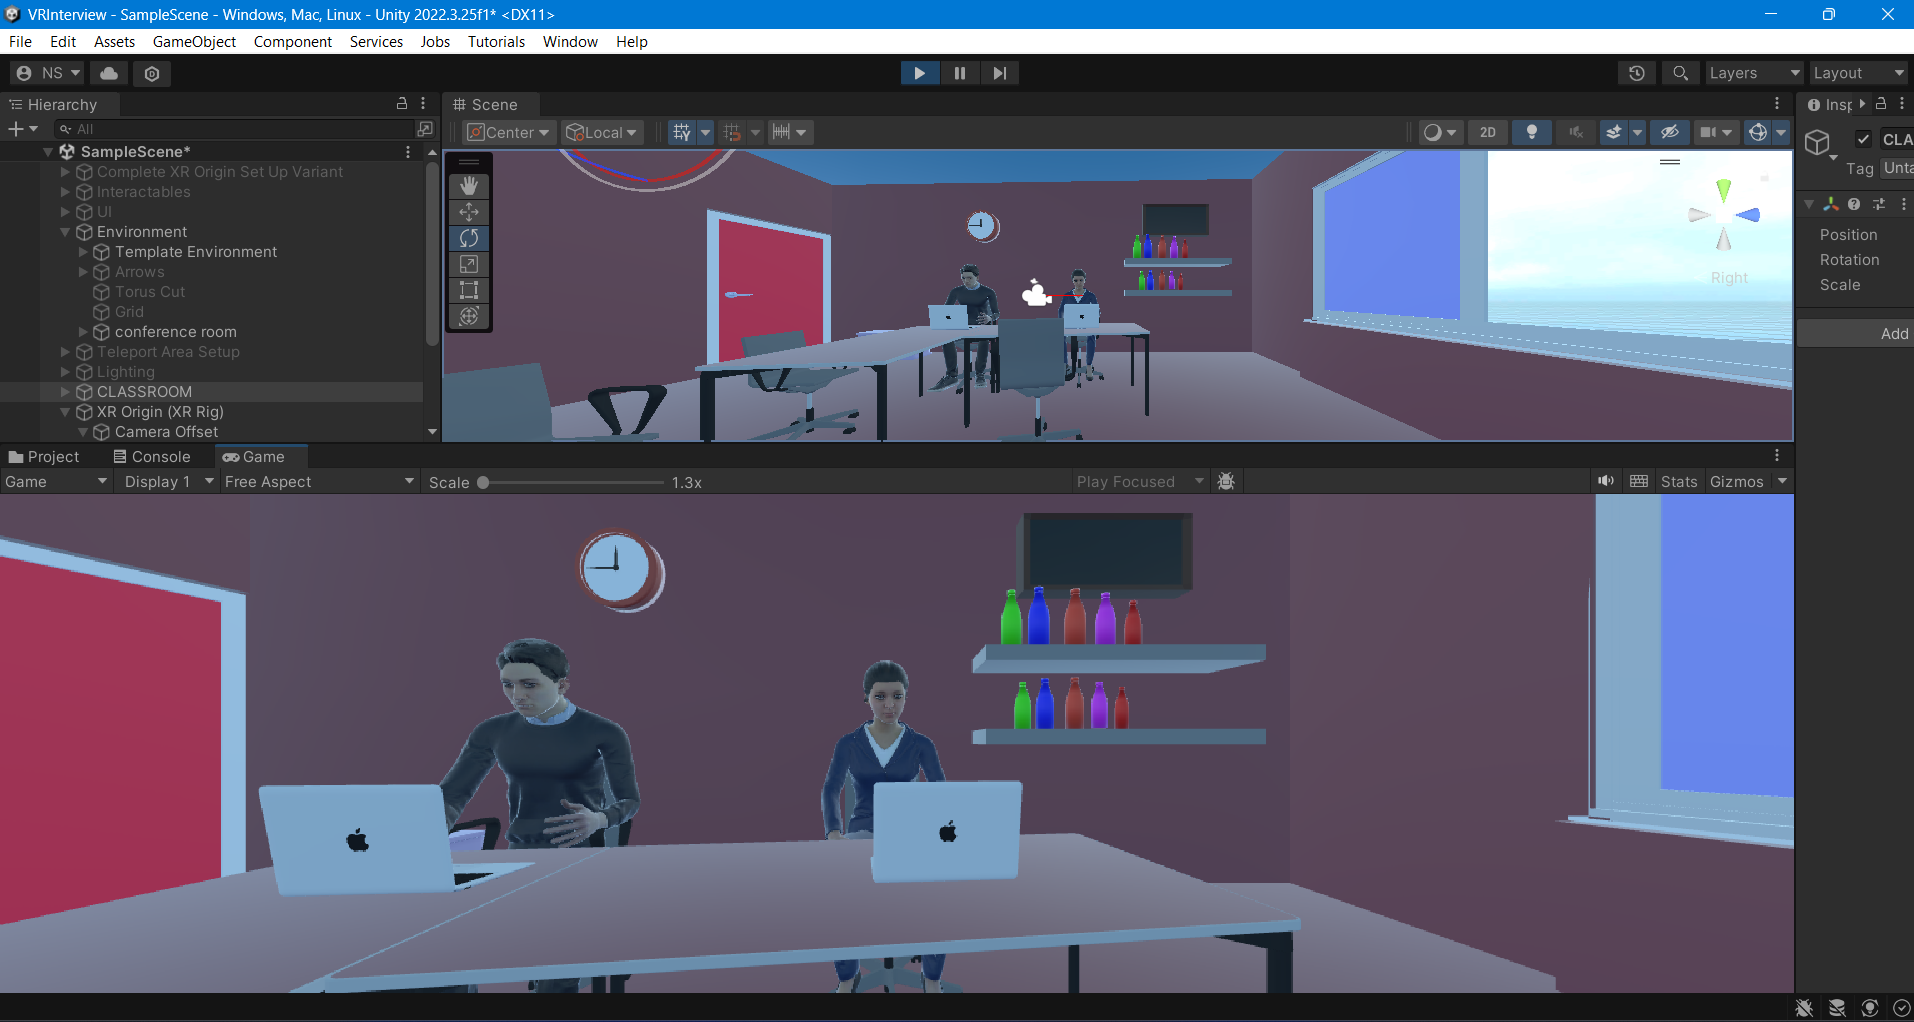 VRInterview - SampleScene - Windows, Mac, Linux - Unity 2022.3.25f1* <DX11>
File Edit Assets GameObject Component Services Jobs Tutorials Window Help
NS Layers Layout
Hierarchy
All
SampleScene*
Complete XR Origin Set Up Variant
Interactables
UI
Environment
Template Environment
Arrows
Torus Cut
Grid
conference room
Teleport Area Setup
Lighting
CLASSROOM
XR Origin (XR Rig)
Camera Offset
Scene
Center Local 2D
Right
Insp
CLA
Tag Unta
Position
Rotation
Scale
Add
Project Console Game
Game Display 1 Free Aspect Scale 1.3x Play Focused Stats Gizmos